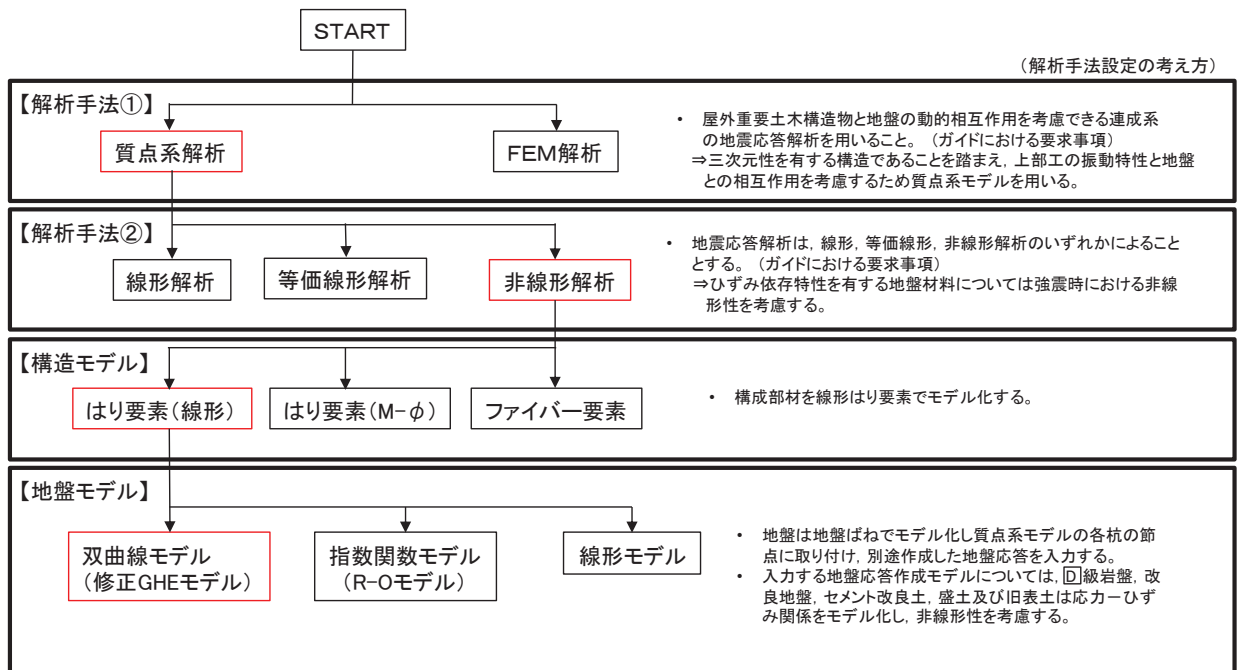 START
（解析手法設定の考え方）
【解析手法①】
質点系解析
FEM解析
・ 屋外重要土木構造物と地盤の動的相互作用を考慮できる連成系
の地震応答解析を用いること。（ガイドにおける要求事項）
⇒三次元性を有する構造であることを踏まえ，上部工の振動特性と地盤
との相互作用を考慮するため質点系モデルを用いる。
【解析手法②】
線形解析
等価線形解析
非線形解析
・ 地震応答解析は，線形，等価線形，非線形解析のいずれかによること
とする。（ガイドにおける要求事項）
⇒ひずみ依存特性を有する地盤材料については強震時における非線
形性を考慮する。
【構造モデル】
はり要素（線形）
はり要素（M-φ）
ファイバー要素
・ 構成部材を線形はり要素でモデル化する。
【地盤モデル】
双曲線モデル
（修正GHEモデル）
指数関数モデル
（R-Oモデル）
線形モデル
・ 地盤は地盤ばねでモデル化し質点系モデルの各杭の節
点に取り付け，別途作成した地盤応答を入力する。
・ 入力する地盤応答作成モデルについては，D級岩盤，改
良地盤，セメント改良土，盛土及び旧表土は応力－ひず
み関係をモデル化し，非線形性を考慮する。